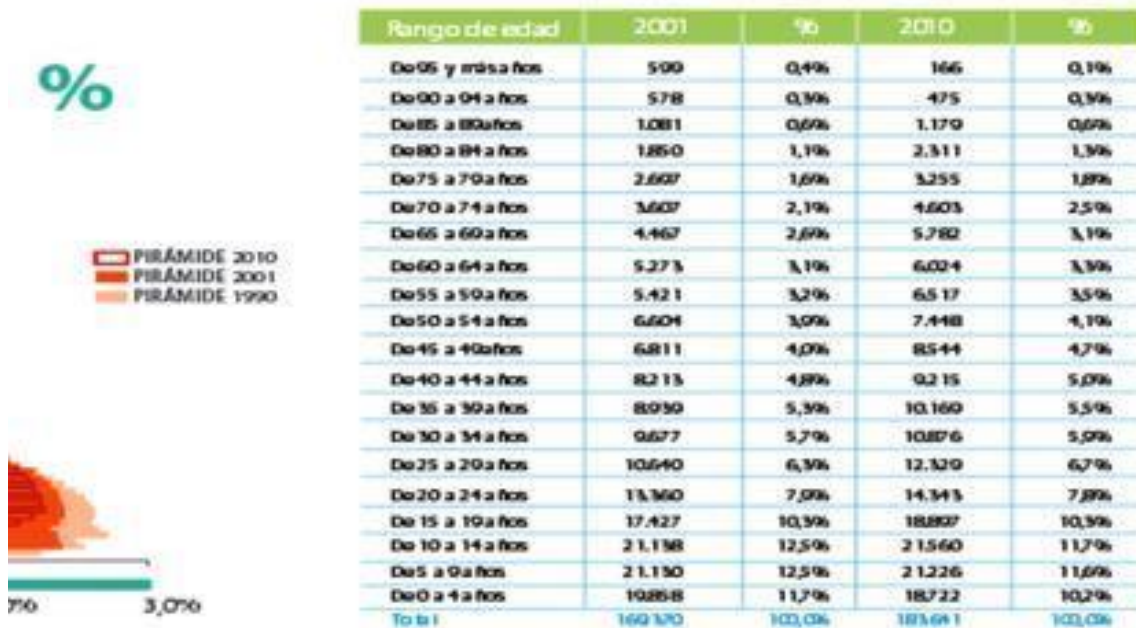 %
PIRÁMIDE 2010
PIRÁMIDE 2001
PIRÁMIDE 1990
3,0%
Rango de edad 2001 % 2010 %
De 95 y más años 599 0,4% 166 0,1%
De 90 a 94 años 578 0,3% 475 0,3%
De 85 a 89años 1.081 0,6% 1.179 0,6%
De 80 a 84 años 1.850 1,1% 2.311 1,3%
De 75 a 79 años 2.697 1,6% 3.255 1,8%
De 70 a 74 años 3.607 2,1% 4.603 2,5%
De 65 a 69 años 4.467 2,6% 5.782 3,1%
De 60 a 64 años 5.273 3,1% 6.024 3,3%
De 55 a 59 años 5.421 3,2% 6.517 3,5%
De 50 a 54 años 6.604 3,9% 7.448 4,1%
De 45 a 49años 6.811 4,0% 8.544 4,7%
De 40 a 44 años 8.213 4,8% 9.215 5,0%
De 35 a 39 años 8.939 5,3% 10.169 5,5%
De 30 a 34 años 9.677 5,7% 10.876 5,9%
De 25 a 29 años 10.640 6,3% 12.329 6,7%
De 20 a 24 años 13.360 7,9% 14.343 7,8%
De 15 a 19 años 17.427 10,3% 18.897 10,3%
De 10 a 14 años 21.138 12,5% 21.560 11,7%
De 5 a 9 años 21.130 12,5% 21.226 11,6%
De 0 a 4 años 19.858 11,7% 18.722 10,2%
Total 169.370 100,0% 183.641 100,0%